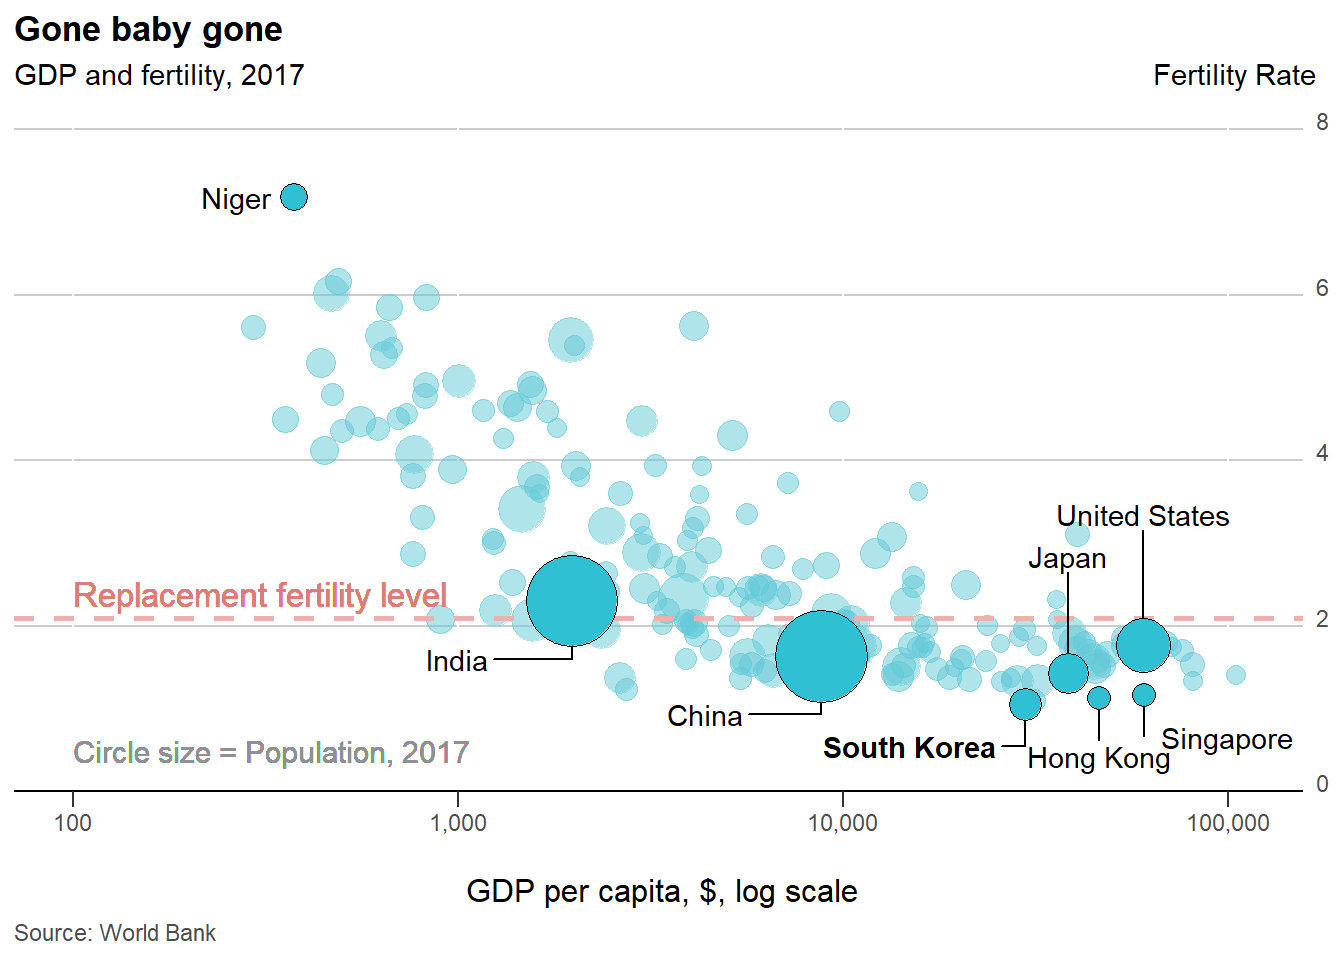 Gone baby gone
GDP and fertility, 2017
Fertility Rate
8
Niger
6
4
United States
Japan
Replacement fertility level
2
India
China
South Korea
Hong Kong
Singapore
Circle size = Population, 2017
0
100 1,000 10,000 100,000
GDP per capita, $, log scale
Source: World Bank